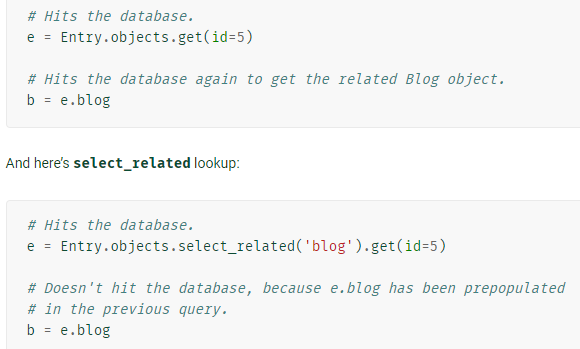 # Hits the database.
e = Entry.objects.get(id=5)
# Hits the database again to get the related Blog object.
b = e.blog
And here's select_related lookup:
# Hits the database.
e = Entry.objects.select_related('blog').get(id=5)
# Doesn't hit the database, because e.blog has been prepopulated
# in the previous query.
b = e.blog